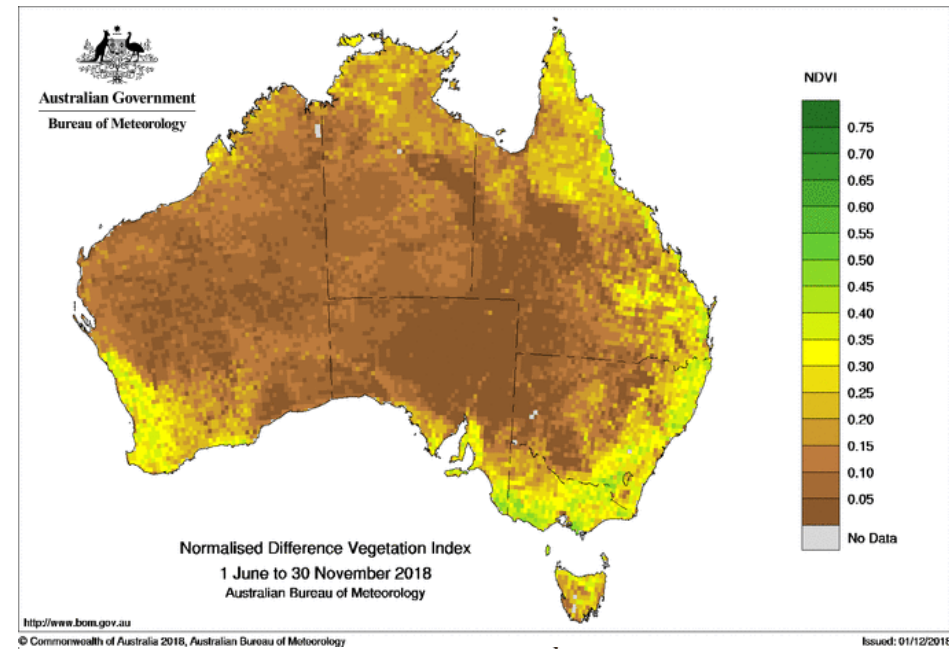 Australian Government
Bureau of Meteorology
NDVI
0.75
0.70
0.65
0.60
0.55
0.50
0.45
0.40
0.35
0.30
0.25
0.20
0.15
0.10
0.05
No Data
Normalised Difference Vegetation Index
1 June to 30 November 2018
Australian Bureau of Meteorology
http://www.bom.gov.au
© Commonwealth of Australia 2018, Australian Bureau of Meteorology
Issued: 01/12/2018